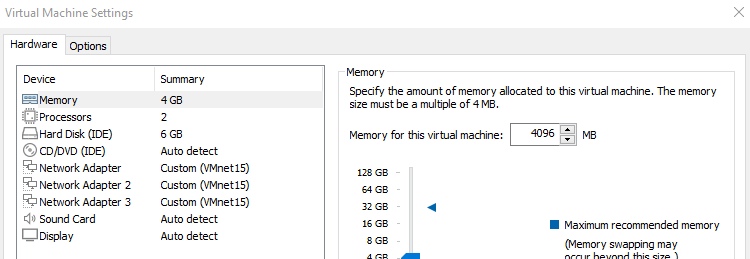 Virtual Machine Settings
Hardware Options
Device Summary
Memory 4 GB
Processors 2
Hard Disk (IDE) 6 GB
CD/DVD (IDE) Auto detect
Network Adapter Custom (VMnet15)
Network Adapter 2 Custom (VMnet15)
Network Adapter 3 Custom (VMnet15)
Sound Card Auto detect
Display Auto detect
Memory
Specify the amount of memory allocated to this virtual machine. The memory
size must be a multiple of 4 MB.
Memory for this virtual machine: 4096 MB
128 GB
64 GB
32 GB
16 GB
8 GB
4 GB
Maximum recommended memory
(Memory swapping may
occur beyond this size.)